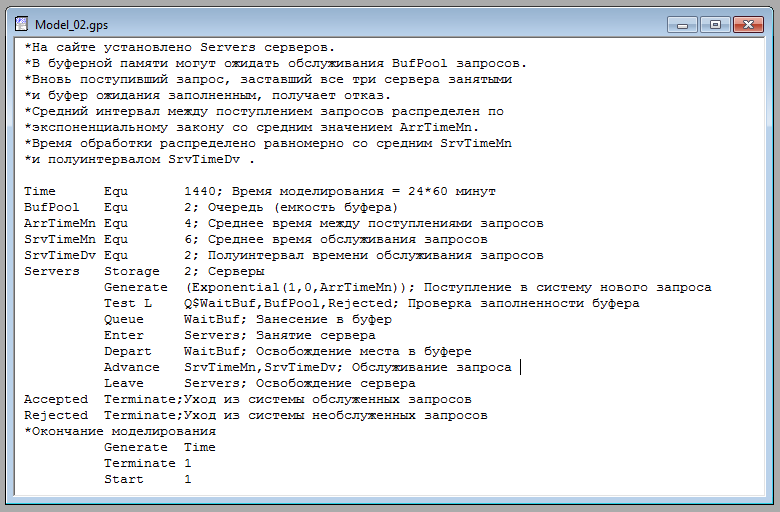 Model_02.gps
*На сайте установлено Servers серверов.
*В буферной памяти могут ожидать обслуживания BufPool запросов.
*Вновь поступивший запрос, заставший все три сервера занятыми
*и буфер ожидания заполненным, получает отказ.
*Средний интервал между поступлением запросов распределен по
*экспоненциальному закону со средним значением ArrTimeMn.
*Время обработки распределено равномерно со средним SrvTimeMn
*и полуинтервалом SrvTimeDv .
Time Equ 1440; Время моделирования = 24*60 минут
BufPool Equ 2; Очередь (емкость буфера)
ArrTimeMn Equ 4; Среднее время между поступлениями запросов
SrvTimeMn Equ 6; Среднее время обслуживания запросов
SrvTimeDv Equ 2; Полуинтервал времени обслуживания запросов
Servers Storage 2; Серверы
Generate (Exponential(1,0,ArrTimeMn)); Поступление в систему нового запроса
Test L Q$WaitBuf,BufPool,Rejected; Проверка заполненности буфера
Queue WaitBuf; Занесение в буфер
Enter Servers; Занятие сервера
Depart WaitBuf; Освобождение места в буфере
Advance SrvTimeMn,SrvTimeDv; Обслуживание запроса
Leave Servers; Освобождение сервера
Accepted Terminate;Уход из системы обслуженных запросов
Rejected Terminate;Уход из системы необслуженных запросов
*Окончание моделирования
Generate Time
Terminate 1
Start 1